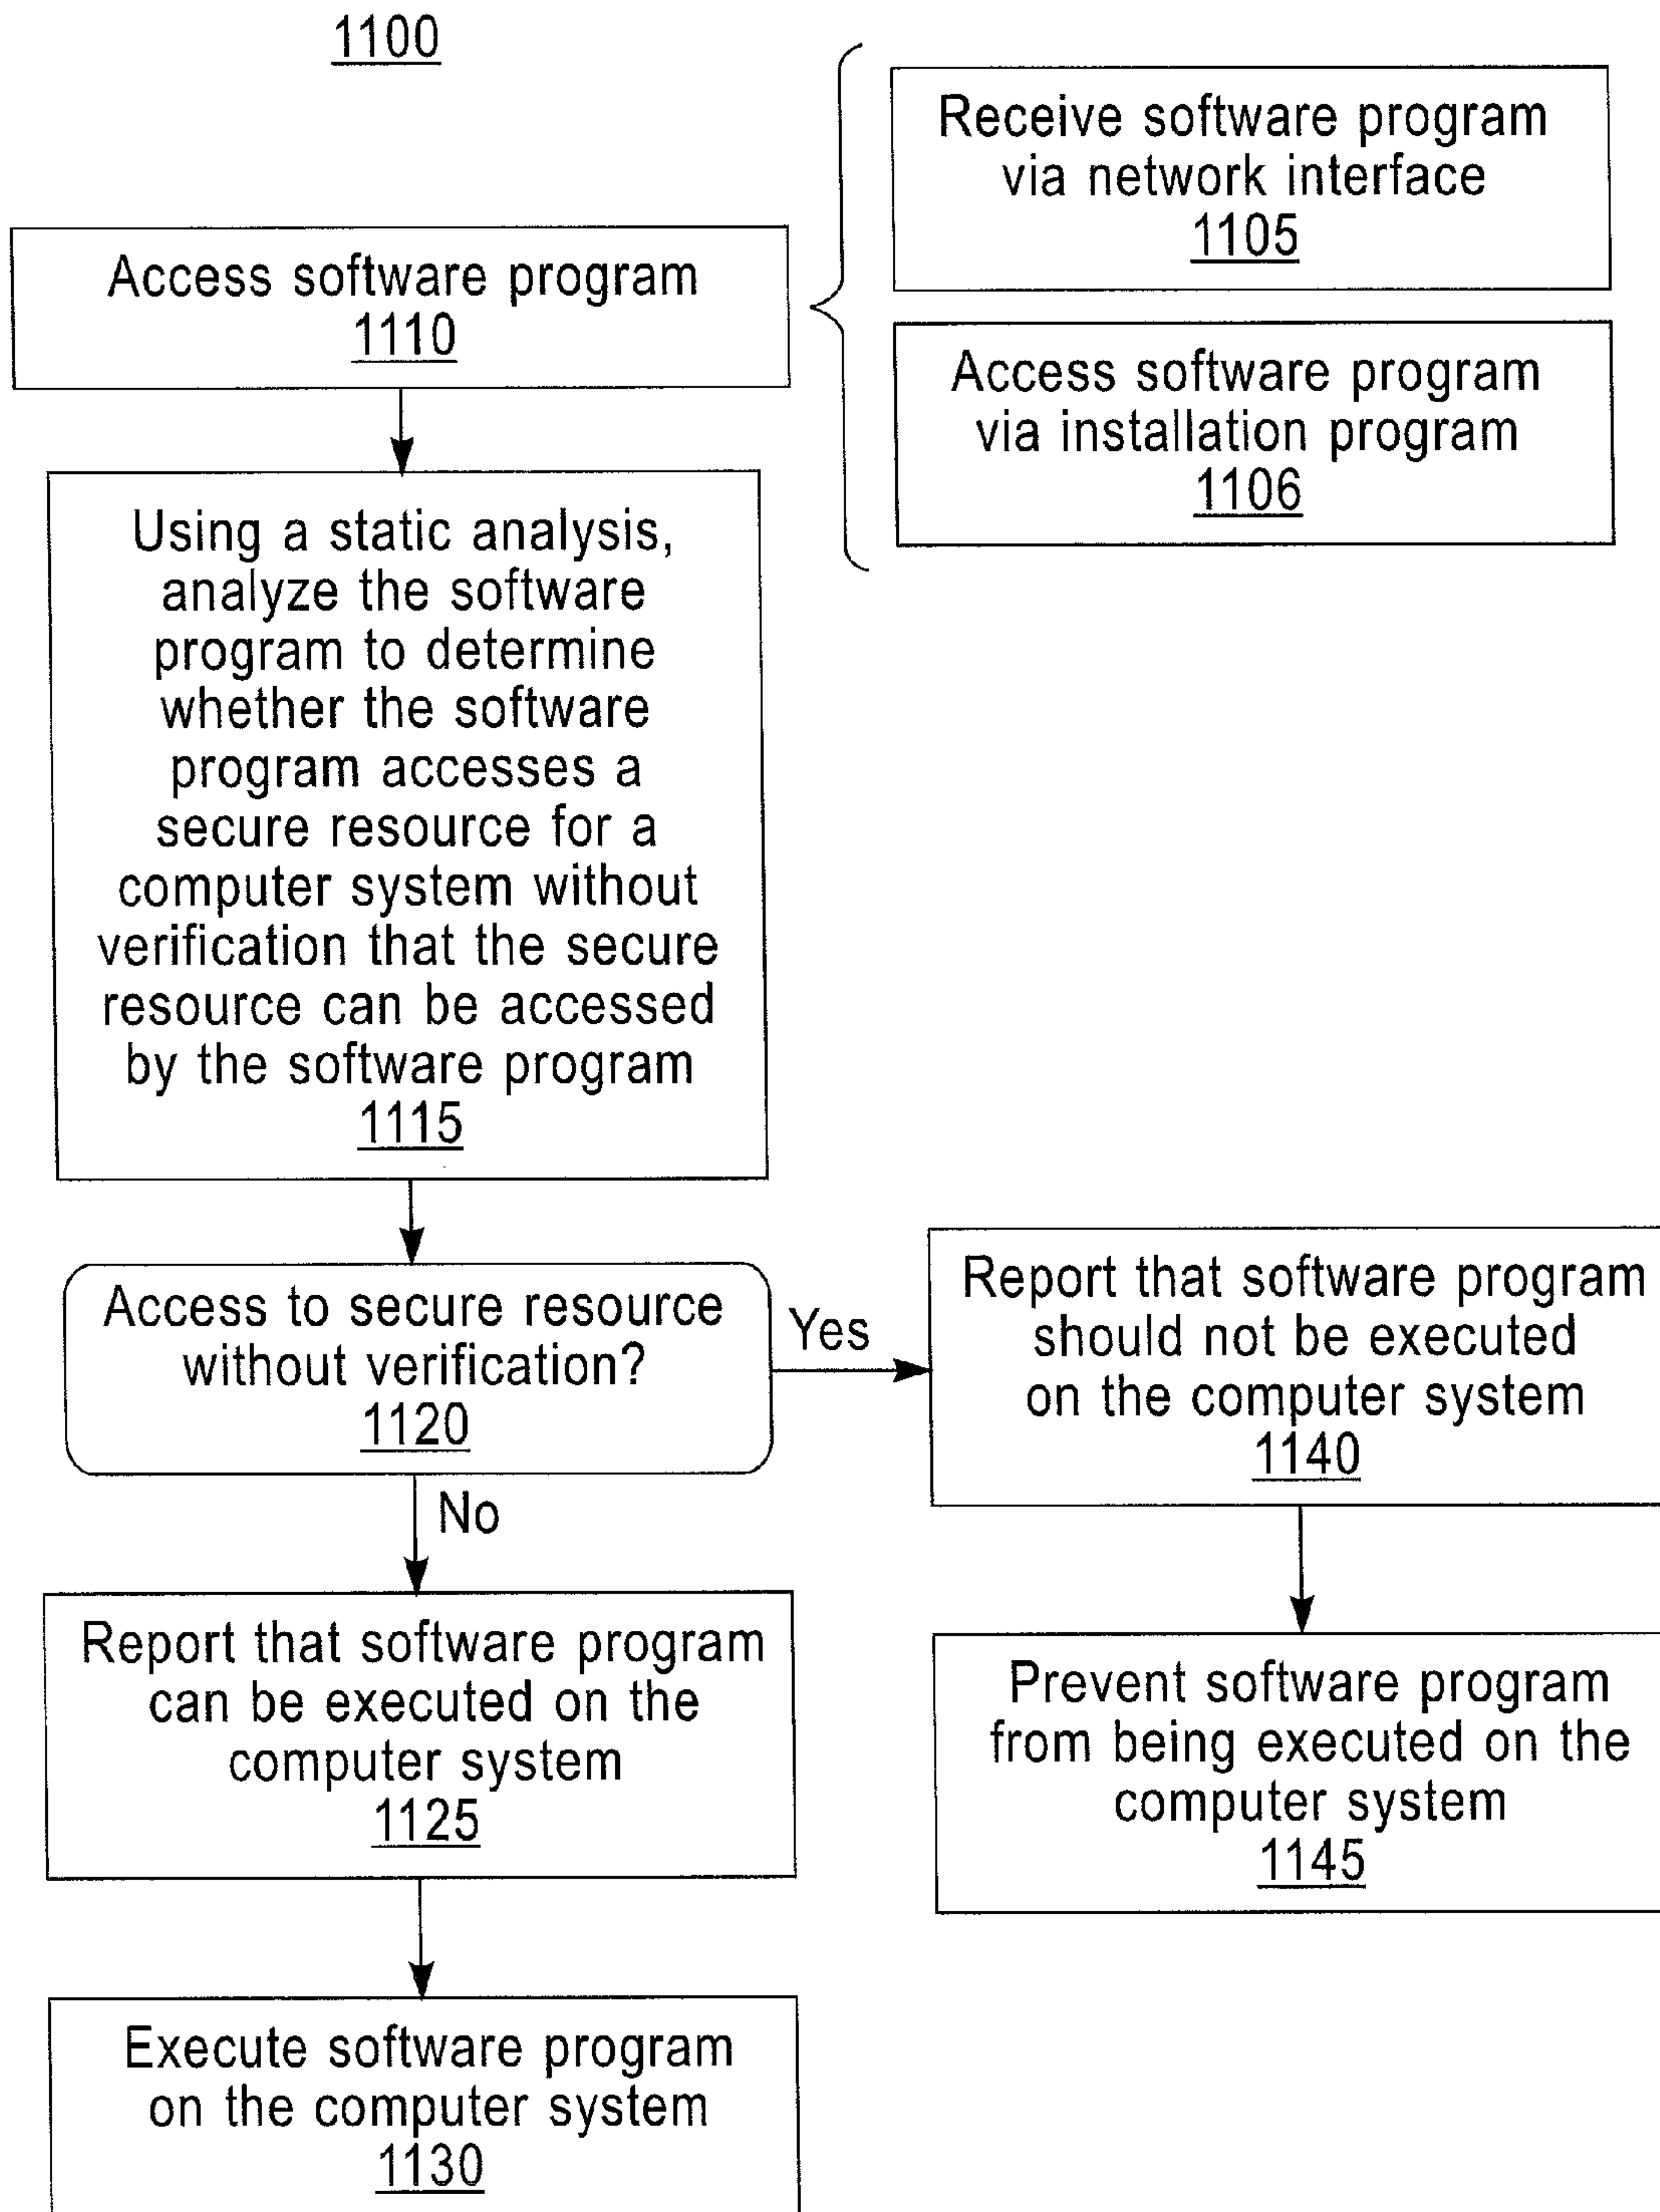 1100
Receive software program
via network interface
1105
Access software program
1110
Access software program
via installation program
1106
Using a static analysis,
analyze the software
program to determine
whether the software
program accesses a
secure resource for a
computer system without
verification that the secure
resource can be accessed
by the software program
1115
Access to secure resource
without verification?
1120
Yes
Report that software program
should not be executed
on the computer system
1140
No
Report that software program
can be executed on the
computer system
1125
Prevent software program
from being executed on the
computer system
1145
Execute software program
on the computer system
1130